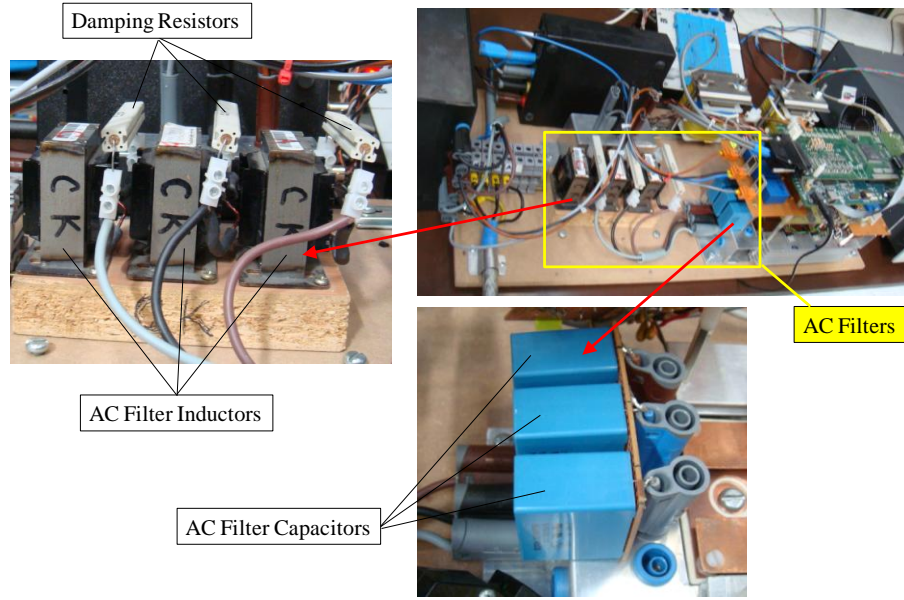 Damping Resistors
C K
C K
C K
AC Filters
AC Filter Inductors
AC Filter Capacitors